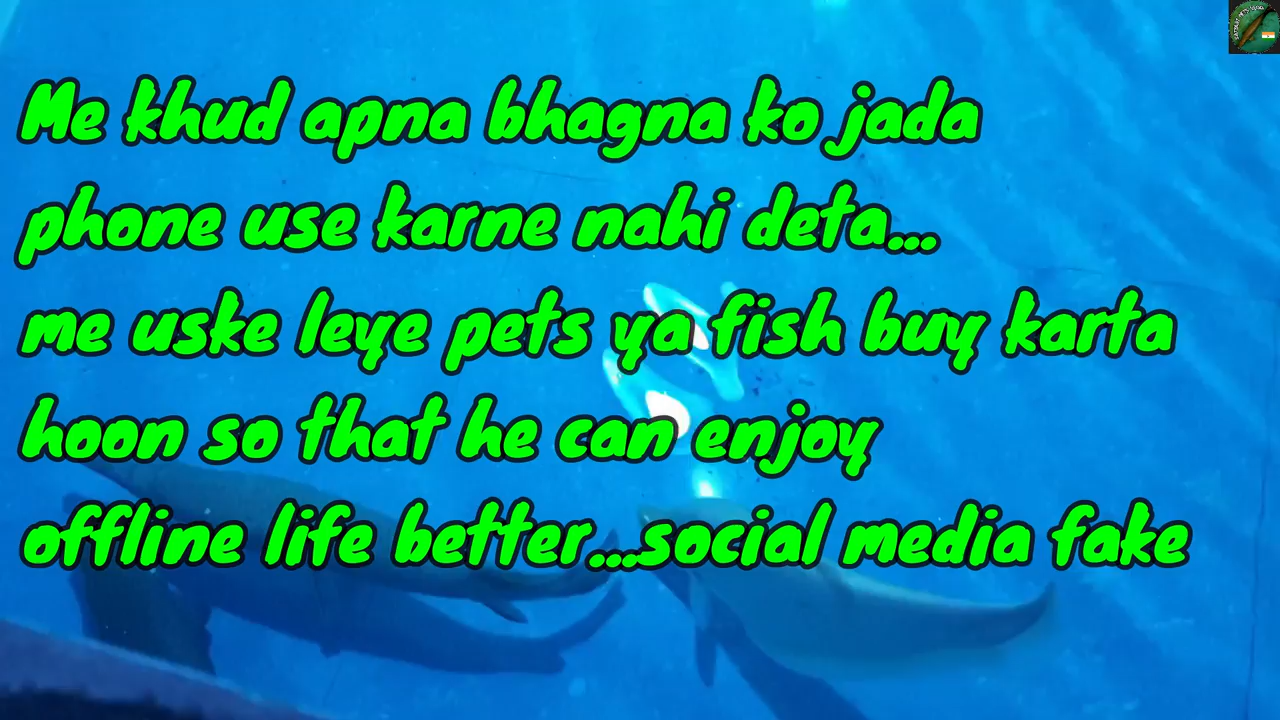 Me khud apna bhagna ko jada
phone use karne nahi deta...
me uske leye pets ya fish buy karta
hoon so that he can enjoy
offline life better...social media fake